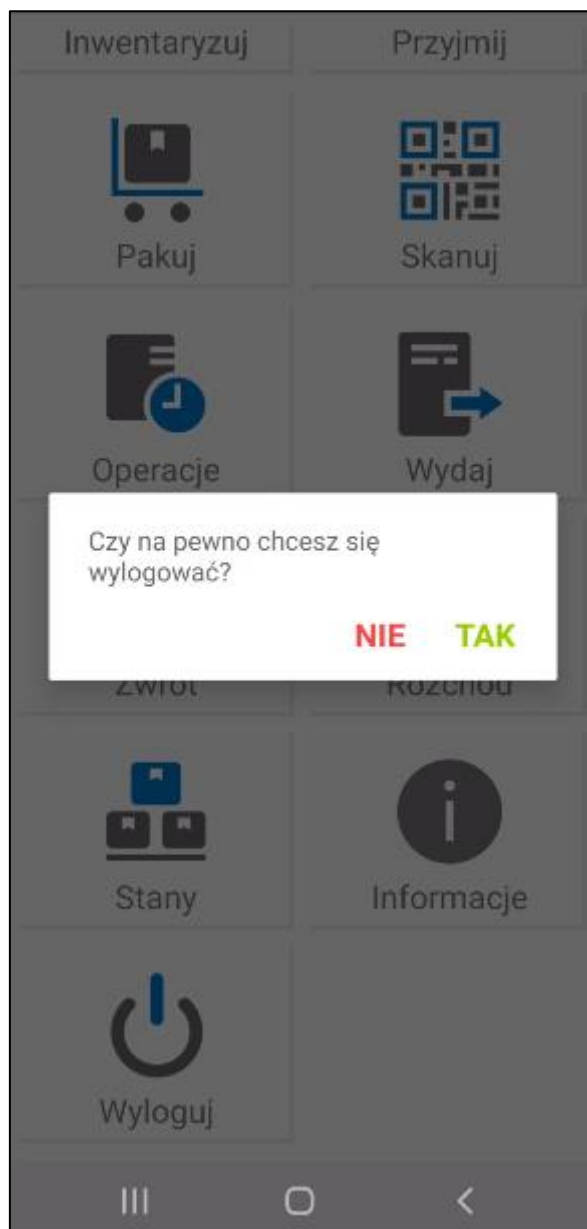 Inwentaryzuj Przyjmij
Pakuj Skanuj
Operacje Wydaj
Czy na pewno chcesz się
wylogować?
NIE TAK
Zwrot Rozchód
Stany Informacje
Wyloguj